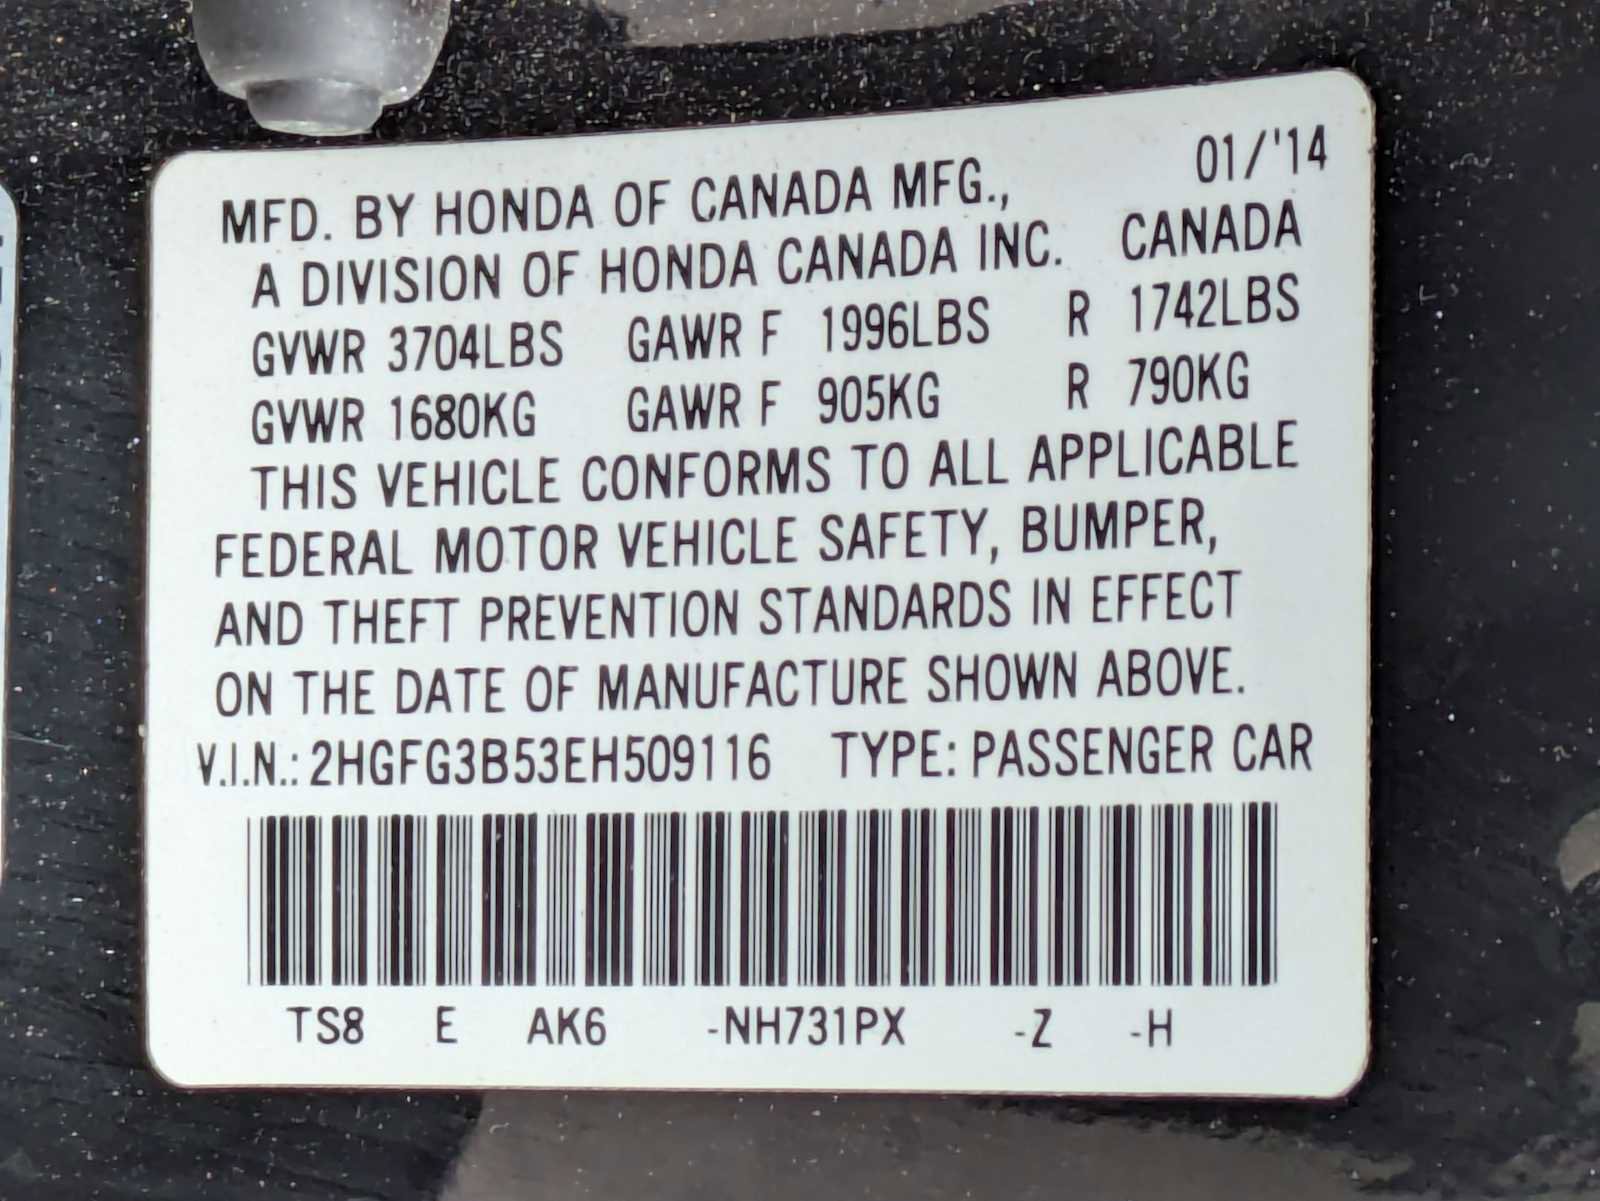 MFD. BY HONDA OF CANADA MFG., 01/'14
A DIVISION OF HONDA CANADA INC. CANADA
GVWR 3704LBS GAWR F 1996LBS R 1742LBS
GVWR 1680KG GAWR F 905KG R 790KG
THIS VEHICLE CONFORMS TO ALL APPLICABLE
FEDERAL MOTOR VEHICLE SAFETY, BUMPER,
AND THEFT PREVENTION STANDARDS IN EFFECT
ON THE DATE OF MANUFACTURE SHOWN ABOVE.
V.I.N.: 2HGFG3B53EH509116 TYPE: PASSENGER CAR
TS8 E AK6 -NH731PX -Z -H